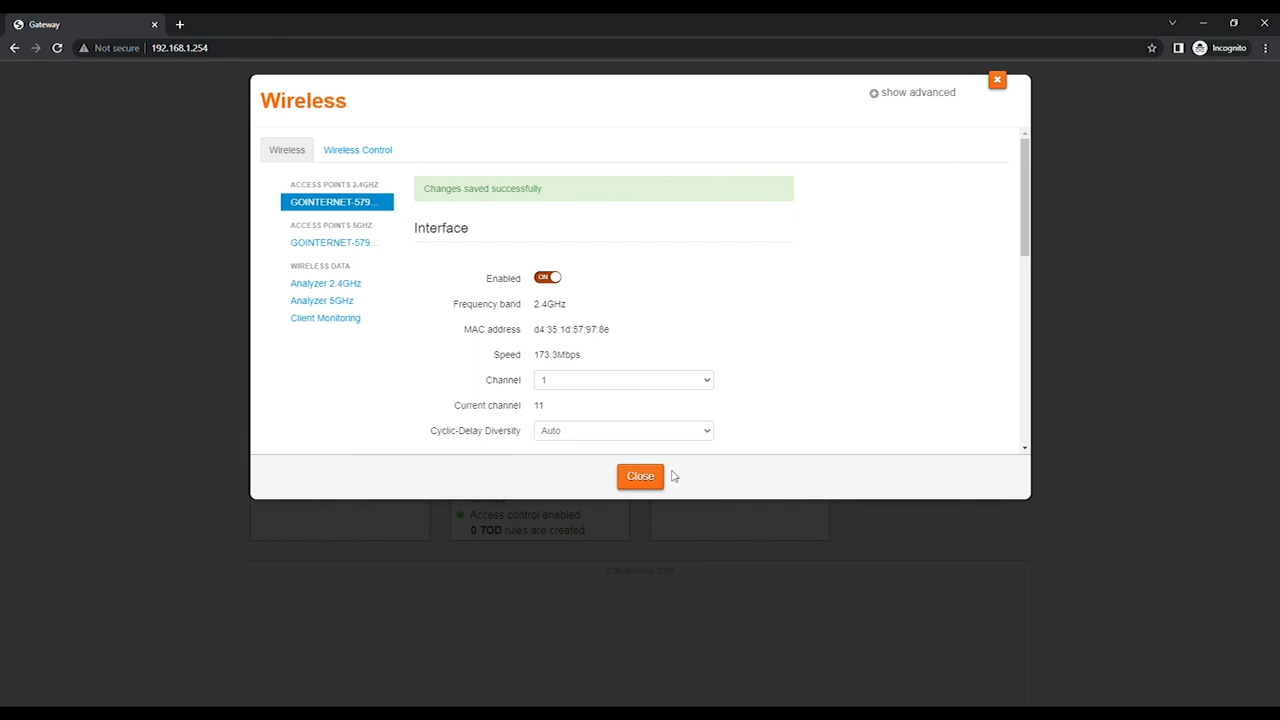 Gateway
Not secure
192.168.1.254
Incognito
Wireless
show advanced
Wireless
Wireless Control
ACCESS POINTS 2.4GHZ
GOINTERNET-579...
ACCESS POINTS 5GHZ
GOINTERNET-579...
WIRELESS DATA
Analyzer 2.4GHz
Analyzer 5GHz
Client Monitoring
Changes saved successfully
Interface
Enabled ON
Frequency band 2.4GHz
MAC address d4:35:1d:57:97:8e
Speed 173.3Mbps
Channel 1
Current channel 11
Cyclic-Delay Diversity Auto
Close
Access control enabled
0 TOD rules are created